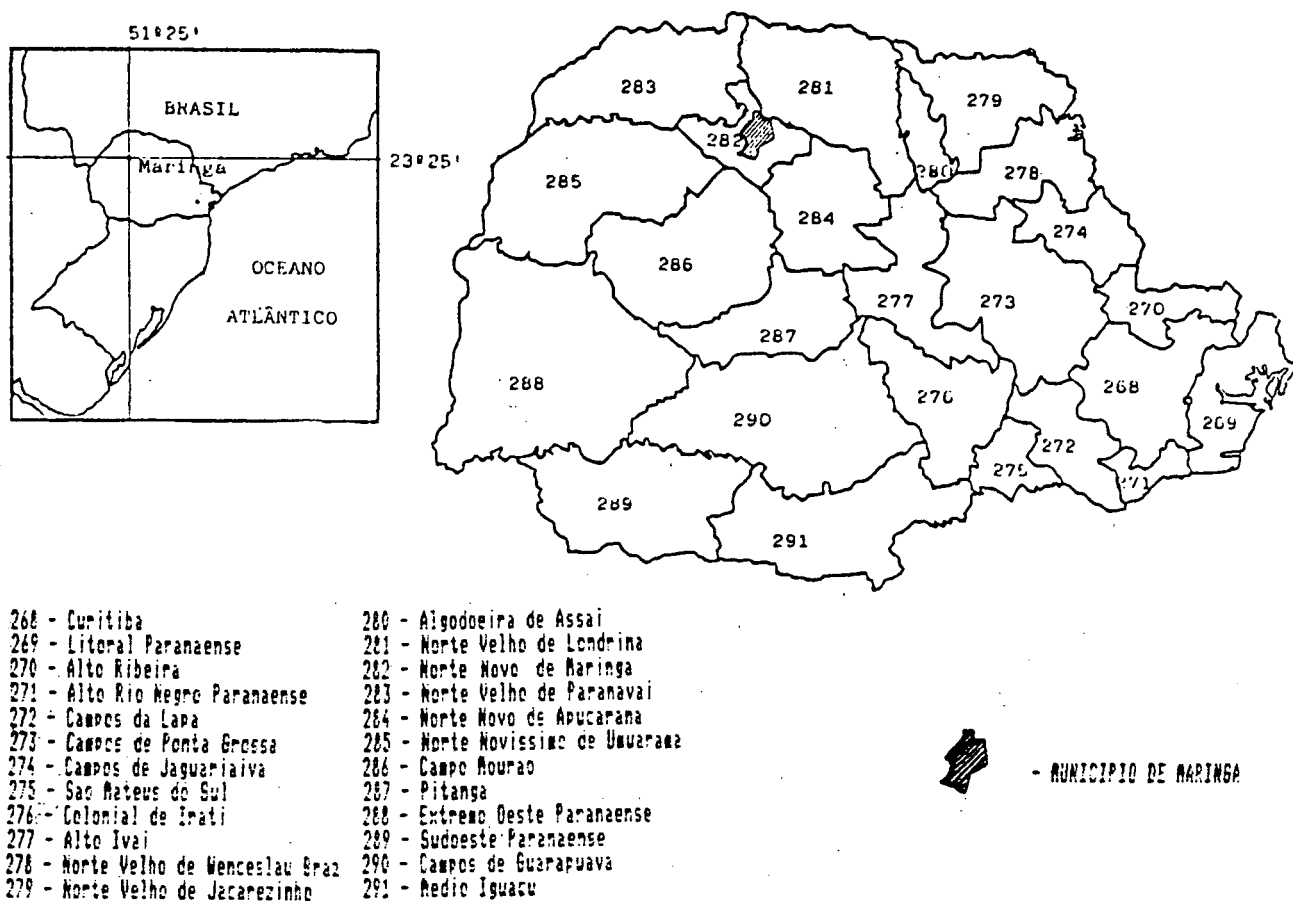 51º25'
BRASIL
Maringa
23º25'
OCEANO
ATLÂNTICO
283
281
279
282
280
278
285
284
274
286
277
273
270
287
288
276
268
290
269
272
275
271
289
291
268 - Curitiba
269 - Litoral Paranaense
270 - Alto Ribeira
271 - Alto Rio Negro Paranaense
272 - Campos da Lapa
273 - Campos de Ponta Grossa
274 - Campos de Jaguariaiva
275 - Sao Mateus do Sul
276 - Colonial de Irati
277 - Alto Ivai
278 - Norte Velho de Wenceslau Braz
279 - Norte Velho de Jacarezinho
280 - Algodoeira de Assai
281 - Norte Velho de Londrina
282 - Norte Novo de Maringa
283 - Norte Velho de Paranavai
284 - Norte Novo de Apucarana
285 - Norte Novissimo de Umuarama
286 - Campo Mourao
287 - Pitanga
288 - Extremo Oeste Paranaense
289 - Sudoeste Paranaense
290 - Campos de Guarapuava
291 - Medio Iguacu
- MUNICIPIO DE MARINGA